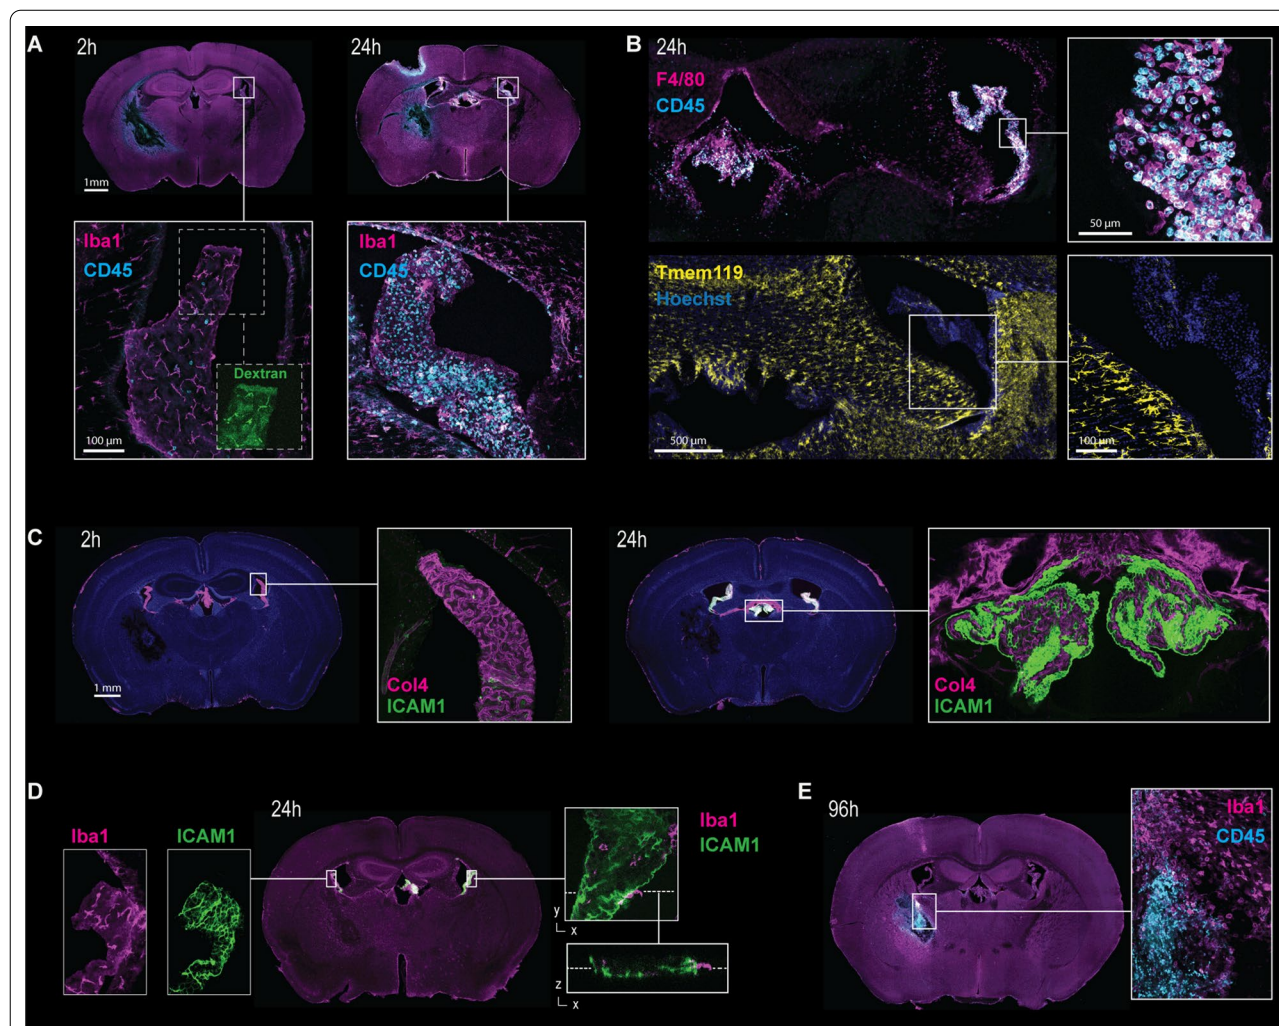 A
2h
24h
1mm
Iba1
CD45
Dextran
100 µm
Iba1
CD45
B
24h
F4/80
CD45
50 µm
Tmem119
Hoechst
500 µm
100 µm
C
2h
1 mm
Col4
ICAM1
24h
Col4
ICAM1
D
Iba1
ICAM1
24h
Iba1
ICAM1
y
x
z
x
E
96h
Iba1
CD45